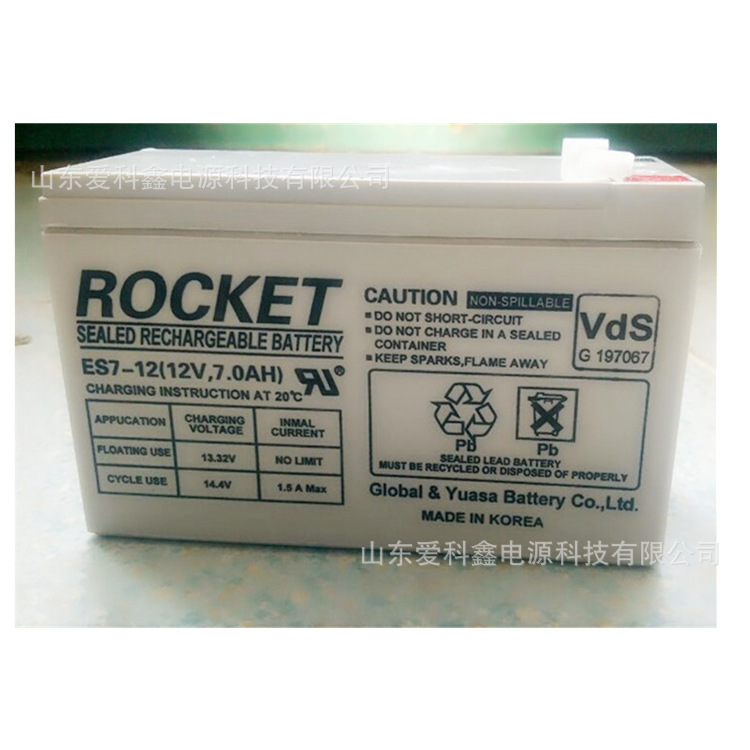 山东爱科鑫电源科技有限公司
ROCKET
SEALED RECHARGEABLE BATTERY
ES7-12(12V,7.0AH)
CHARGING INSTRUCTION AT 20℃
APPUCATION CHARGING VOLTAGE INMAL CURRENT
FLOATING USE 13.32V NO LIMIT
CYCLE USE 14.4V 1.5 A Max
CAUTION NON-SPILLABLE
DO NOT SHORT-CIRCUIT
DO NOT CHARGE IN A SEALED
CONTAINER
KEEP SPARKS,FLAME AWAY
VdS
G 197067
Pb Pb
SEALED LEAD BATTERY
MUST BE RECYCLED OR DISPOSED OF PROPERLY
Global & Yuasa Battery Co.,Ltd.
MADE IN KOREA
山东爱科鑫电源科技有限公司